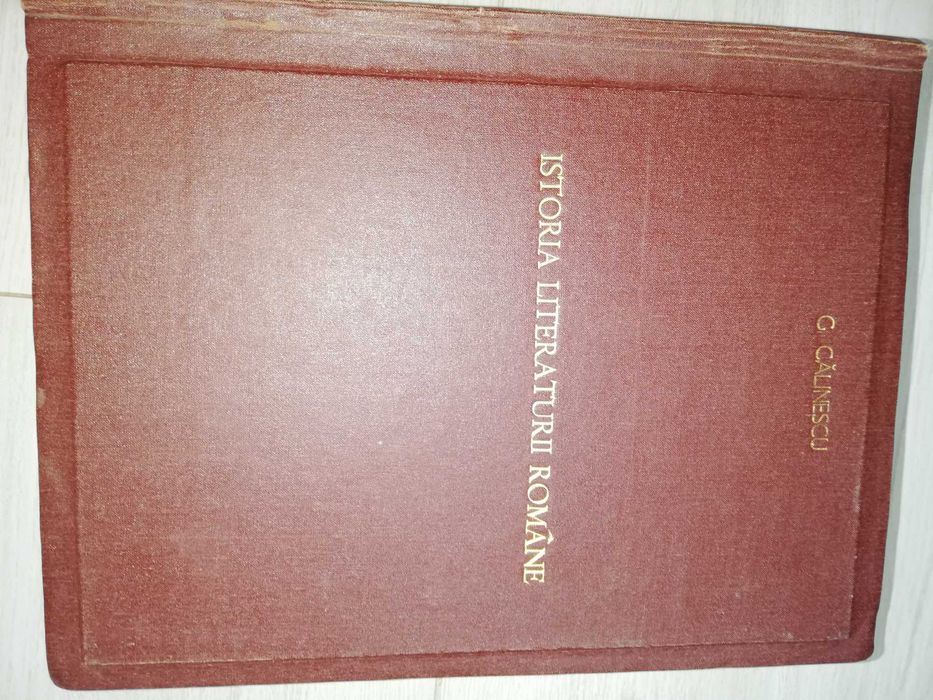 G. CĂLINESCU
ISTORIA LITERATURII ROMÂNE